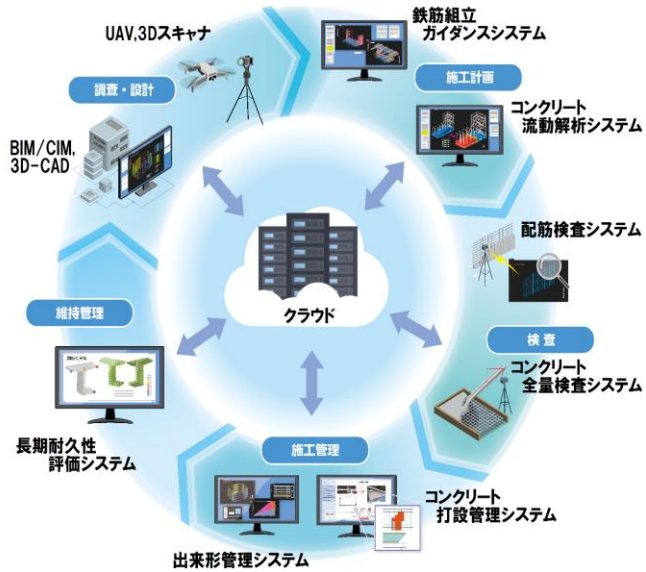 UAV,3Dスキャナ
調査・設計
BIM/CIM,
3D-CAD
鉄筋組立
ガイダンスシステム
施工計画
コンクリート
流動解析システム
配筋検査システム
検査
コンクリート
全量検査システム
施工管理
コンクリート
打設管理システム
出来形管理システム
維持管理
長期耐久性
評価システム
クラウド